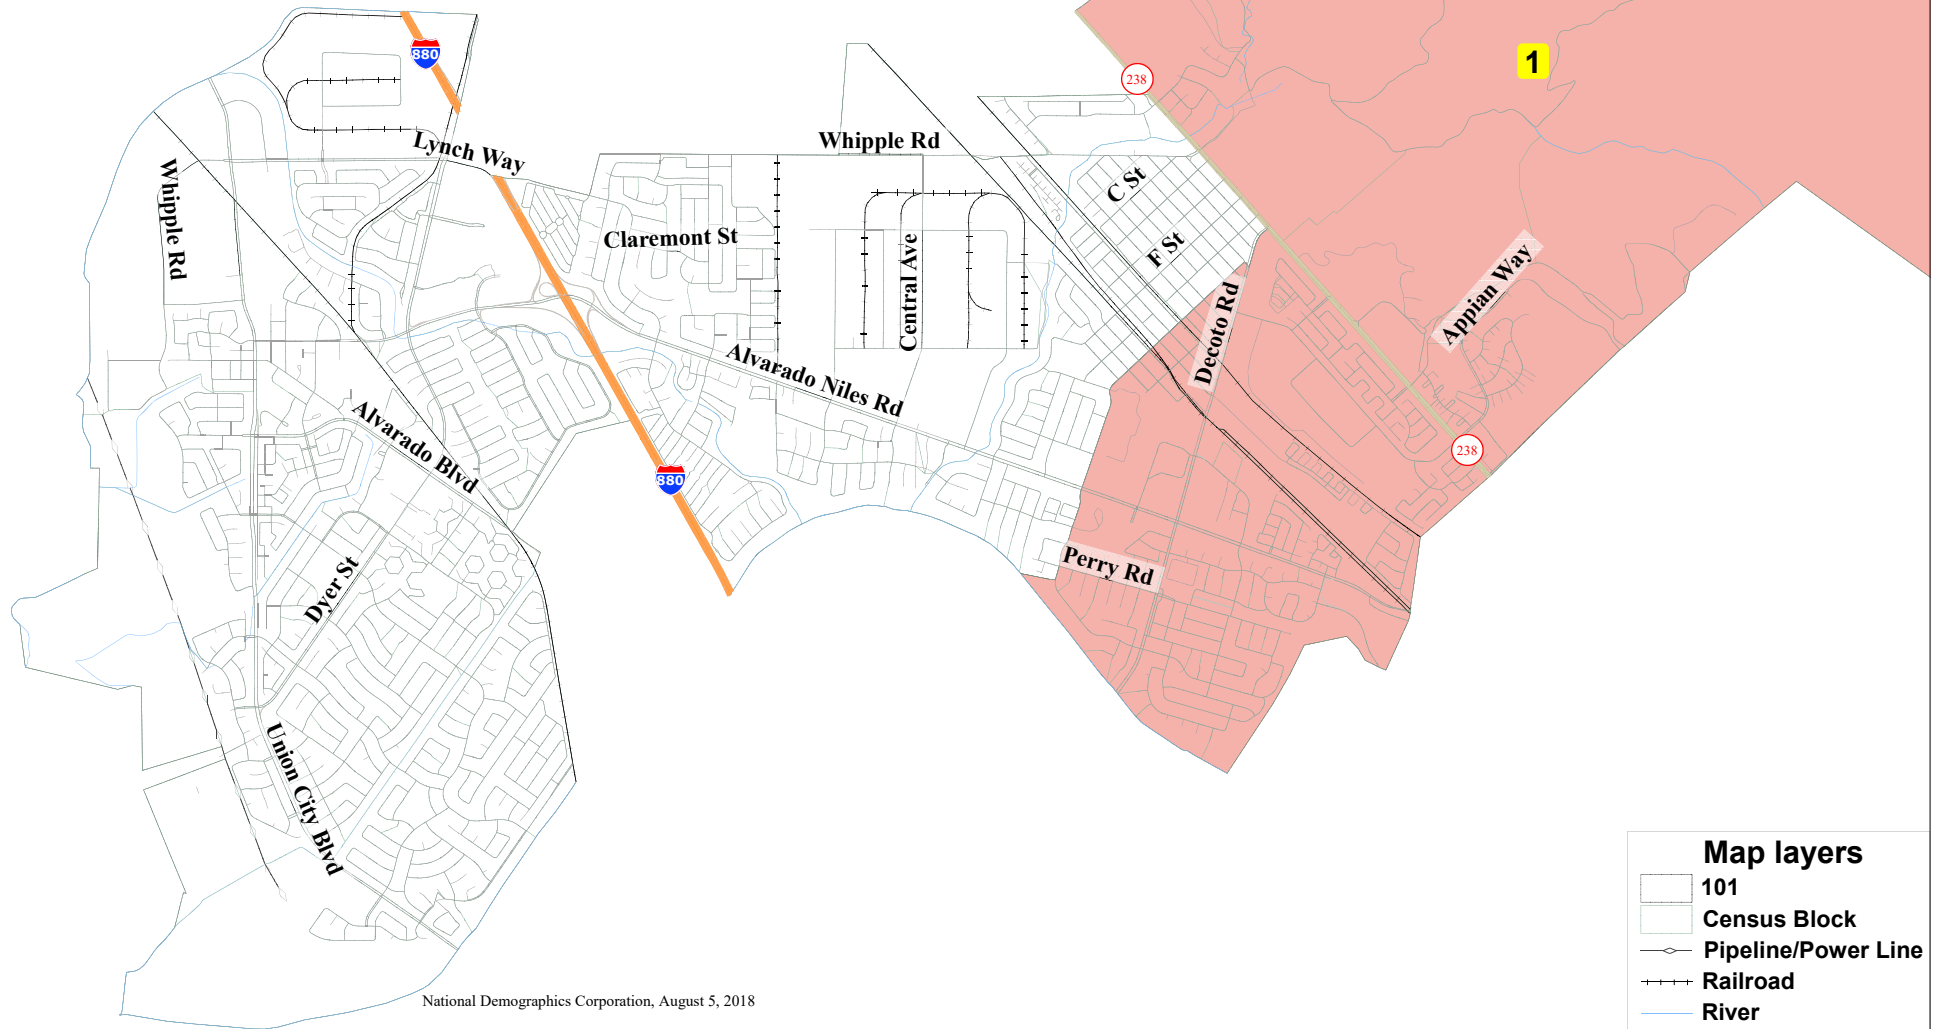 880
1
238
Whipple Rd
Lynch Way
Whipple Rd
C St
Claremont St
F St
Central Ave
Decoto Rd
Appian Way
Alvarado Niles Rd
Alvarado Blvd
238
880
Dyer St
Perry Rd
Union City Blvd
Map layers
101
Census Block
Pipeline/Power Line
Railroad
River
National Demographics Corporation, August 5, 2018